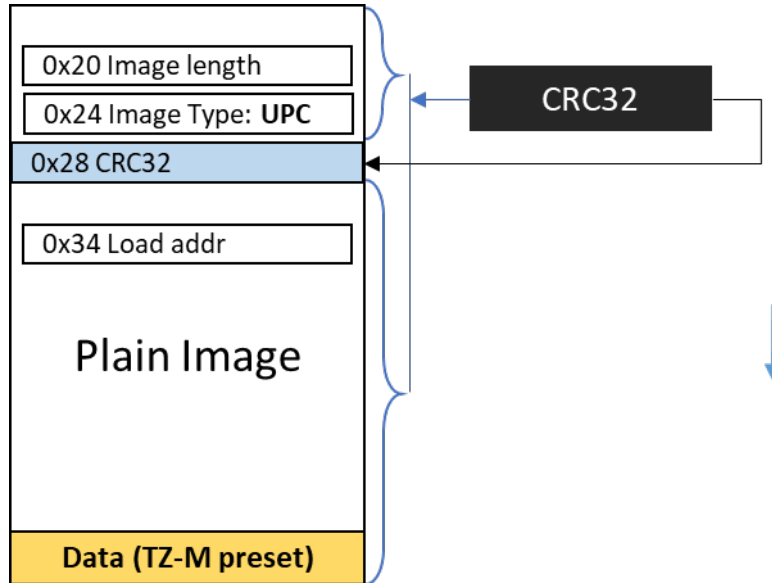 0x20 Image length
0x24 Image Type: UPC
CRC32
0x28 CRC32
0x34 Load addr
Plain Image
Data (TZ-M preset)